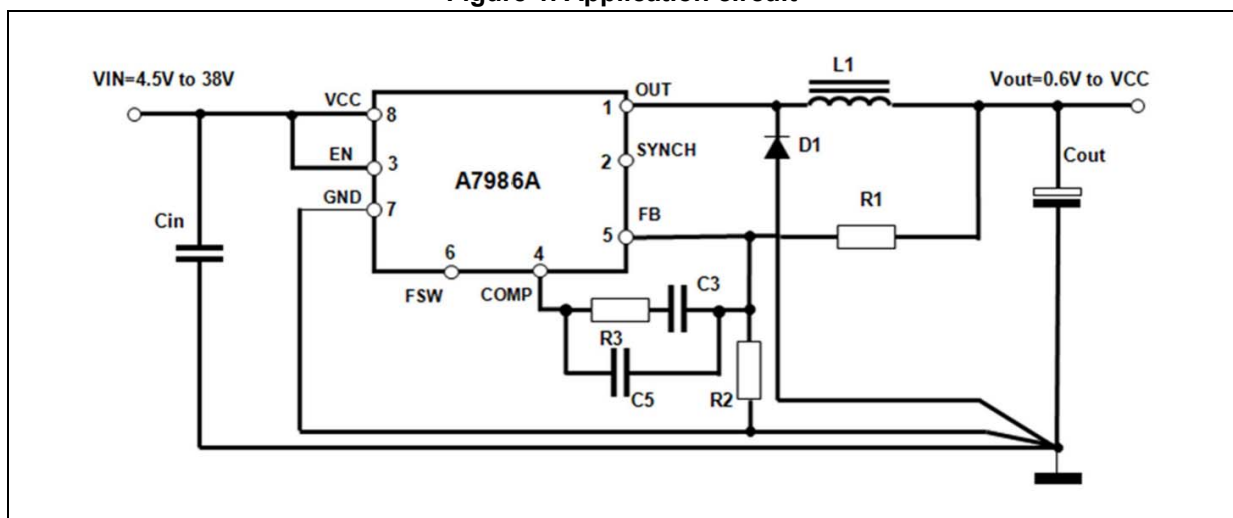 Figure 1. Application circuit
VIN=4.5V to 38V
VCC
8
EN
3
GND
7
A7986A
OUT
1
SYNCH
2
FB
5
6
FSW
4
COMP
L1
Vout=0.6V to VCC
D1
Cout
R1
Cin
C3
R3
C5
R2